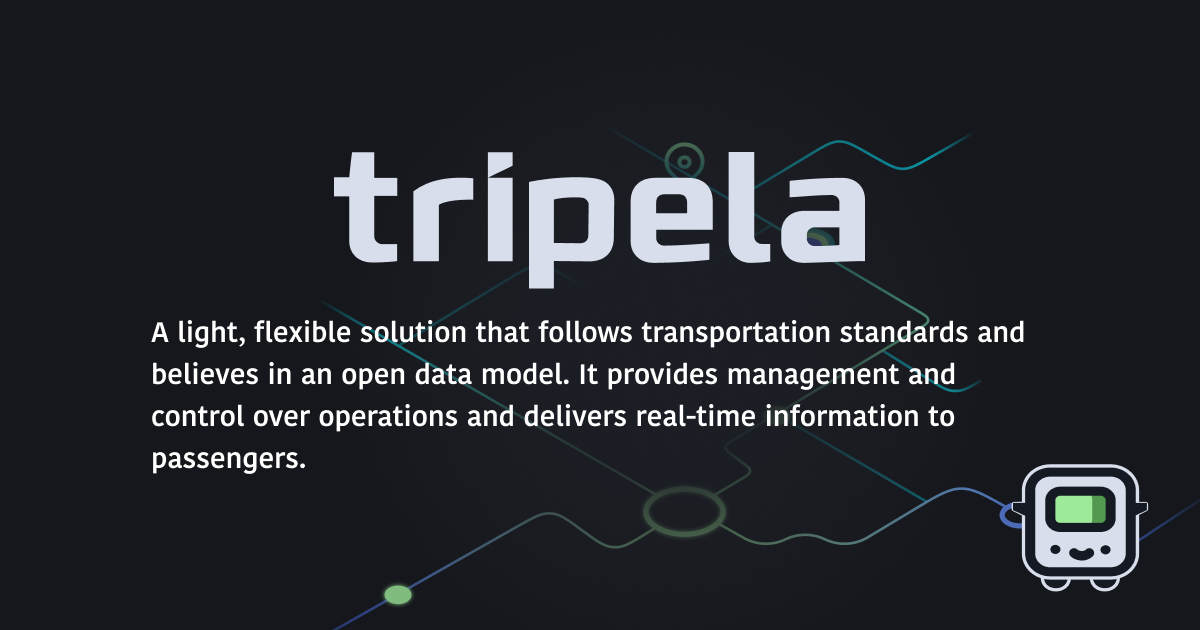 tripela
A light, flexible solution that follows transportation standards and
believes in an open data model. It provides management and
control over operations and delivers real-time information to
passengers.